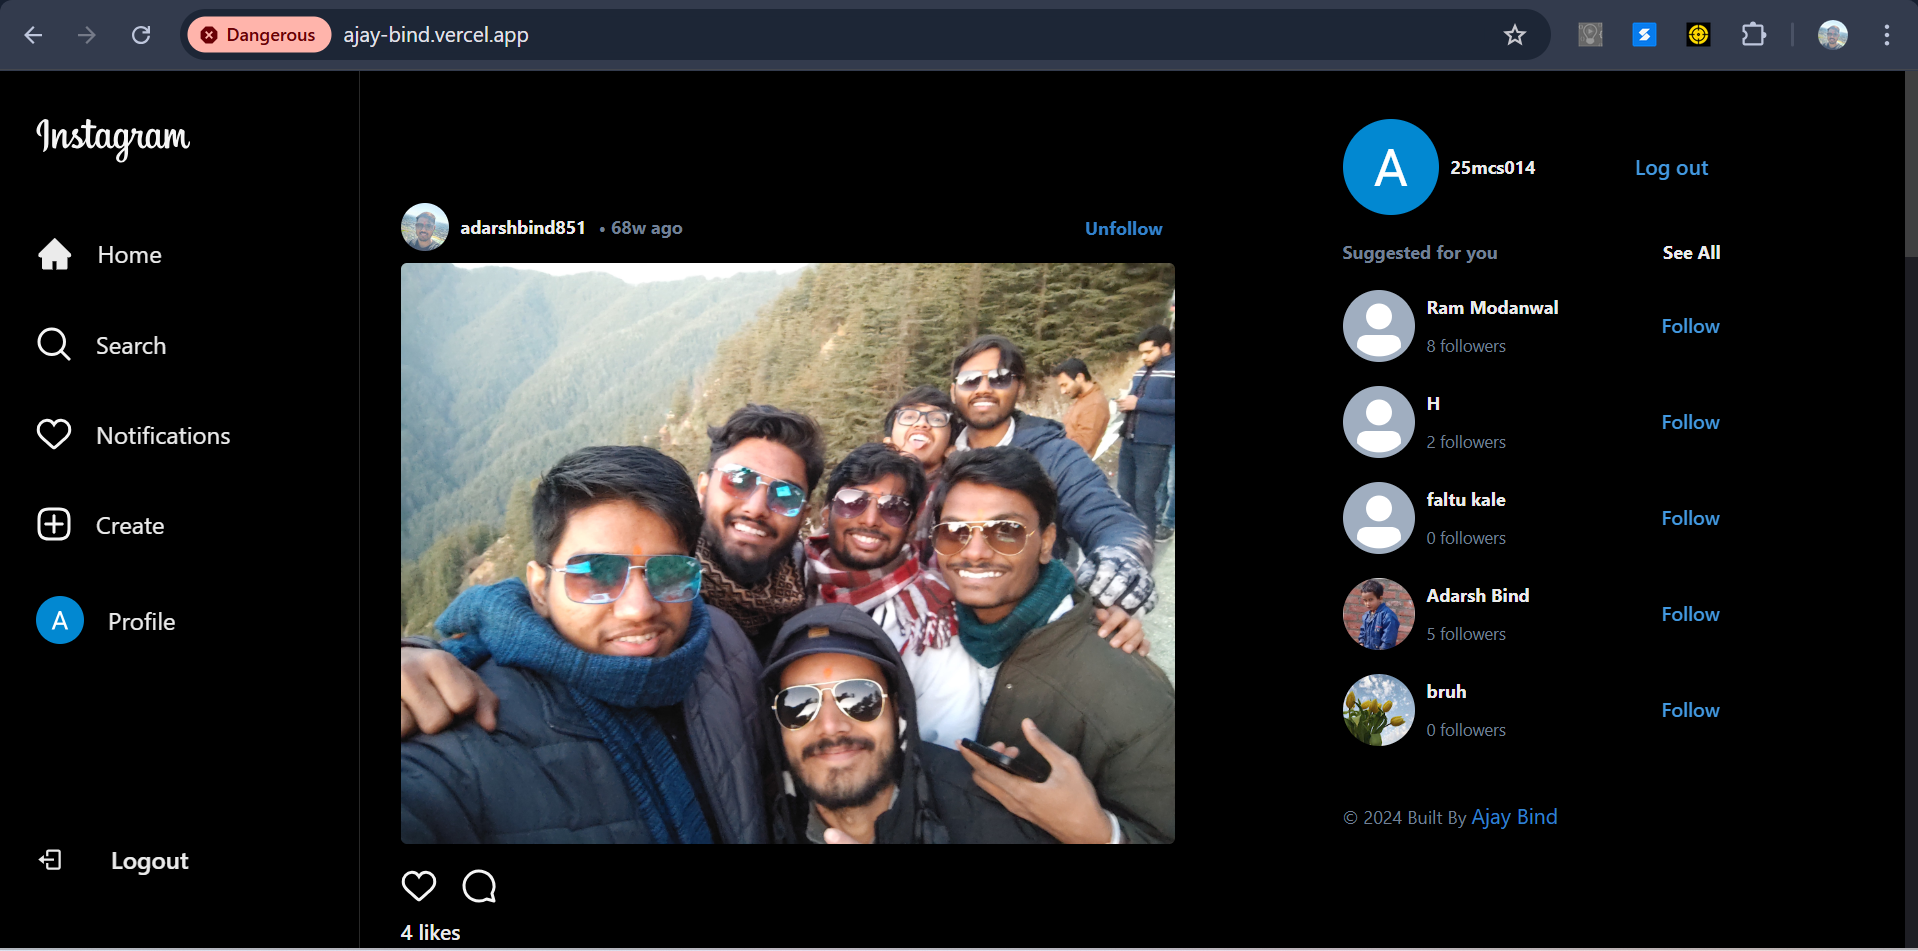 Dangerous
ajay-bind.vercel.app
Instagram
Home
Search
Notifications
Create
A
Profile
Logout
adarshbind851 • 68w ago
Unfollow
4 likes
A
25mcs014
Log out
Suggested for you
See All
Ram Modanwal
8 followers
Follow
H
2 followers
Follow
faltu kale
0 followers
Follow
Adarsh Bind
5 followers
Follow
bruh
0 followers
Follow
© 2024 Built By Ajay Bind